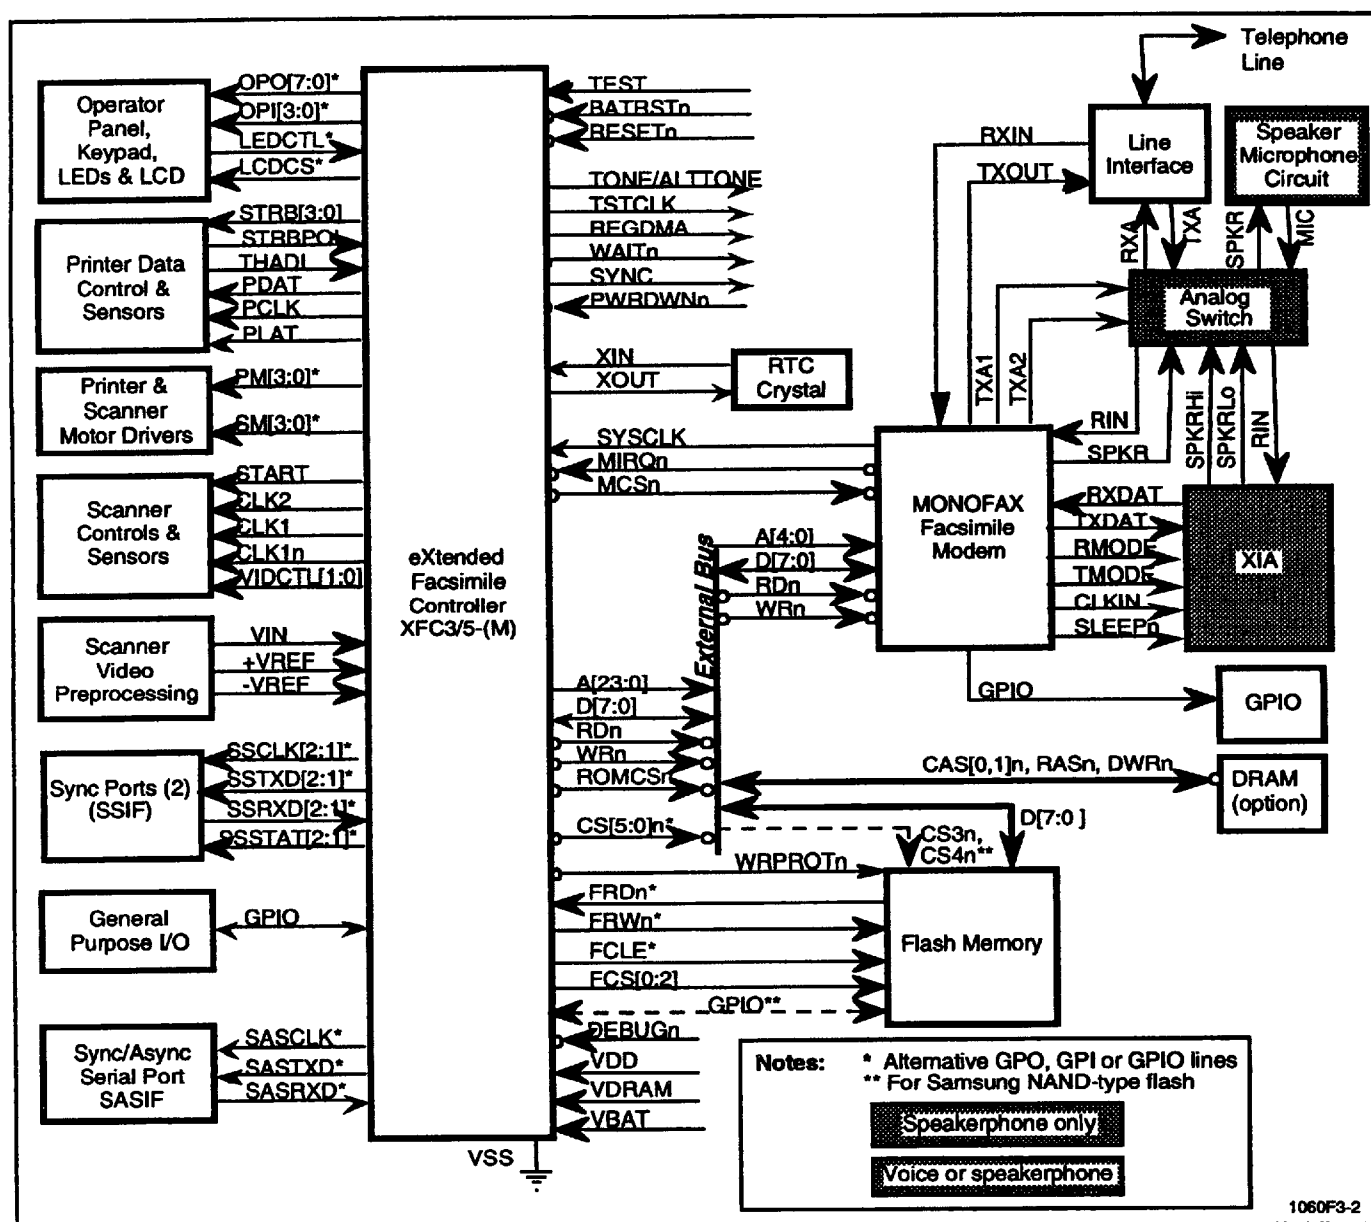 Telephone
Line
Operator
Panel,
Keypad,
LEDs & LCD
OPO[7:0]*
OPI[3:0]*
LEDCTL*
LCDCS*
Printer Data
Control &
Sensors
STRB[3:0]
STRBPOL
THADI
PDAT
PCLK
PLAT
Printer &
Scanner
Motor Drivers
PM[3:0]*
SM[3:0]*
Scanner
Controls &
Sensors
START
CLK2
CLK1
CLK1n
VIDCTL[1:0]
Scanner
Video
Preprocessing
VIN
+VREF
-VREF
Sync Ports (2)
(SSIF)
SSCLK[2:1]*
SSTXD[2:1]*
SSRXD[2:1]*
SSSTAT[2:1]*
General
Purpose I/O
GPIO
Sync/Async
Serial Port
SASIF
SASCLK*
SASTXD*
SASRXD*
eXtended
Facsimile
Controller
XFC3/5-(M)
VSS
TEST
BATRSTn
RESETn
TONE/ALTTONE
TSTCLK
REGDMA
WAITn
SYNC
PWRDWNn
XIN
XOUT
RTC
Crystal
SYSCLK
MIRQn
MCSn
A[23:0]
D[7:0]
RDn
WRn
ROMCSn
CS[5:0]n*
WRPROTn
FRDn*
FRWn*
FCLE*
FCS[0:2]
GPIO**
DEBUGn
VDD
VDRAM
VBAT
External Bus
A[4:0]
D[7:0]
RDn
WRn
MONOFAX
Facsimile
Modem
RXIN
TXOUT
TXA1
TXA2
Line
Interface
Speaker
Microphone
Circuit
RXA
TXA
SPKR
MIC
Analog
Switch
RIN
SPKR
SPKRHi
SPKRLo
RIN
RXDAT
TXDAT
RMODE
TMODE
CLKIN
SLEEPn
XIA
GPIO
GPIO
CAS[0,1]n, RASn, DWRn
DRAM
(option)
D[7:0 ]
CS3n,
CS4n**
Flash Memory
Notes: * Alternative GPO, GPI or GPIO lines
** For Samsung NAND-type flash
Speakerphone only
Voice or speakerphone
1060F3-2